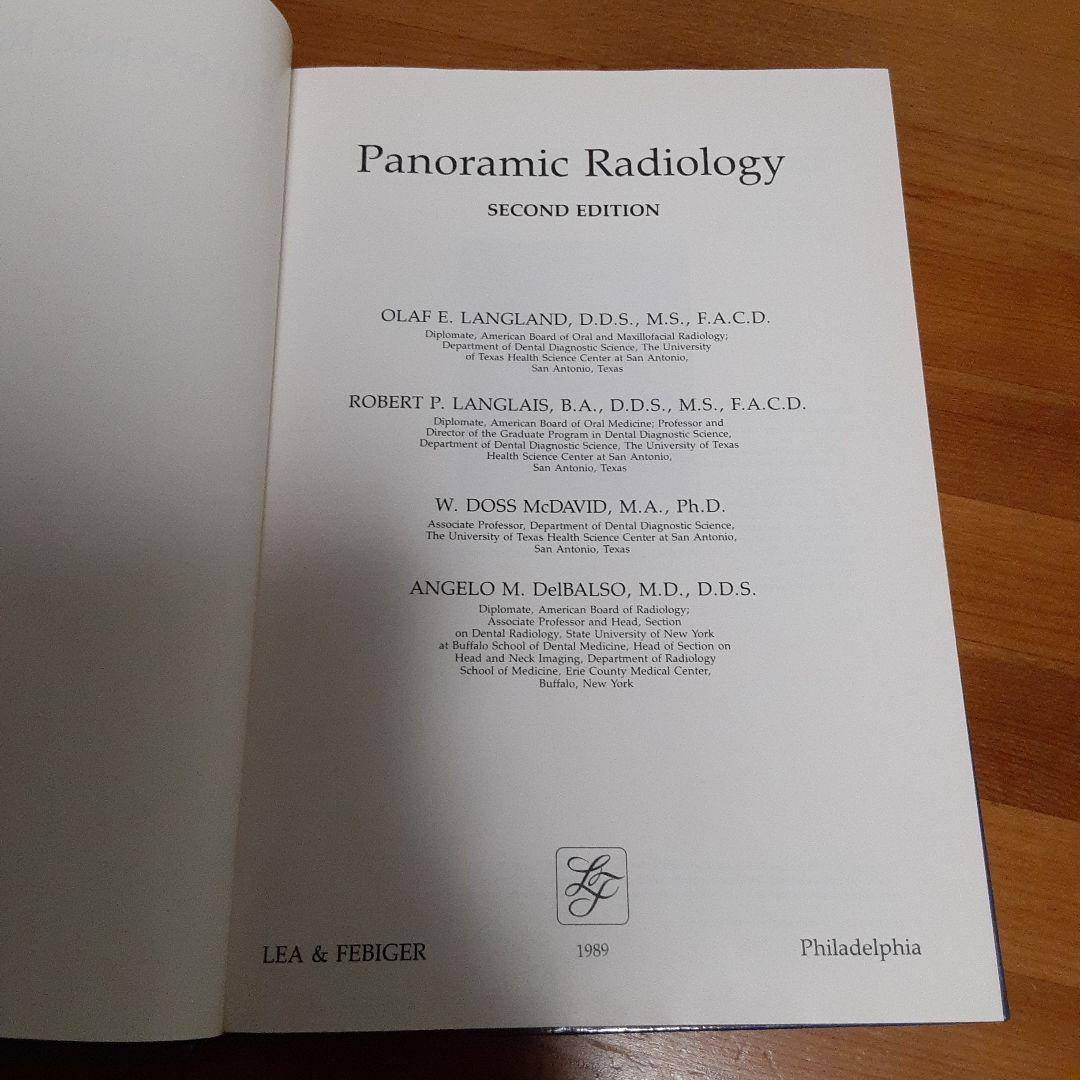 Panoramic Radiology
SECOND EDITION
OLAF E. LANGLAND, D.D.S., M.S., F.A.C.D.
Diplomate, American Board of Oral and Maxillofacial Radiology;
Department of Dental Diagnostic Science, The University
of Texas Health Science Center at San Antonio,
San Antonio, Texas
ROBERT P. LANGLAIS, B.A., D.D.S., M.S., F.A.C.D.
Diplomate, American Board of Oral Medicine; Professor and
Director of the Graduate Program in Dental Diagnostic Science,
Department of Dental Diagnostic Science, The University of Texas
Health Science Center at San Antonio,
San Antonio, Texas
W. DOSS McDAVID, M.A., Ph.D.
Associate Professor, Department of Dental Diagnostic Science,
The University of Texas Health Science Center at San Antonio,
San Antonio, Texas
ANGELO M. DelBALSO, M.D., D.D.S.
Diplomate, American Board of Radiology;
Associate Professor and Head, Section
on Dental Radiology, State University of New York
at Buffalo School of Dental Medicine, Head of Section on
Head and Neck Imaging, Department of Radiology
School of Medicine, Erie County Medical Center,
Buffalo, New York
LF
LEA & FEBIGER 1989 Philadelphia